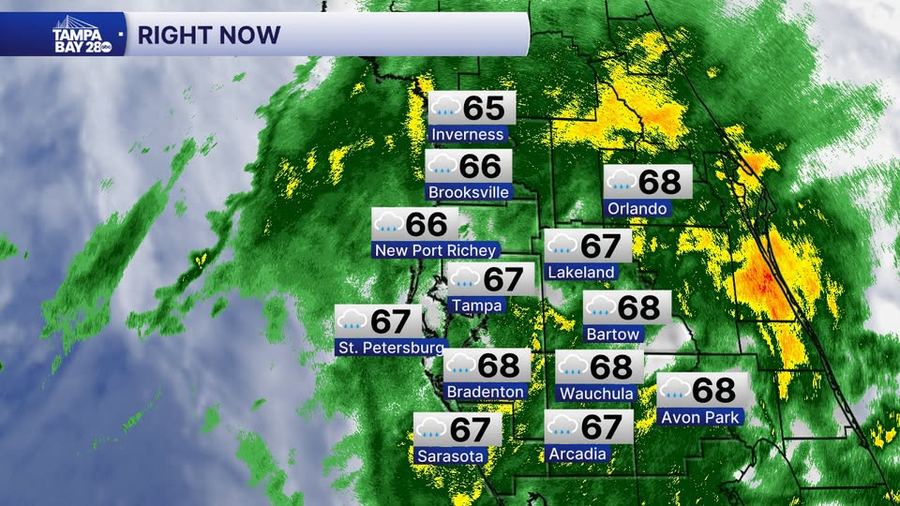 TAMPA
BAY 28 abc
RIGHT NOW
65
Inverness
66
Brooksville
68
Orlando
66
New Port Richey
67
Lakeland
67
Tampa
68
Bartow
67
St. Petersburg
68
Bradenton
68
Wauchula
68
Avon Park
67
Sarasota
67
Arcadia